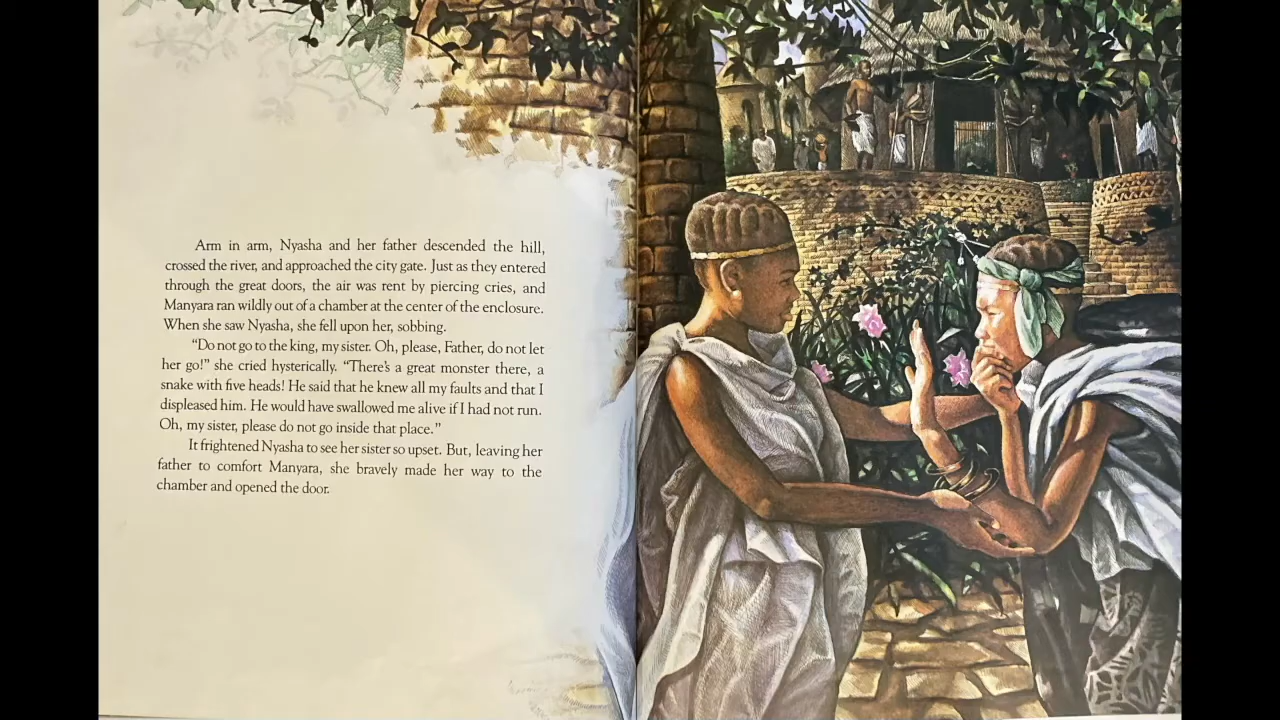 Arm in arm, Nyasha and her father descended the hill,
crossed the river, and approached the city gate. Just as they entered
through the great doors, the air was rent by piercing cries, and
Manyara ran wildly out of a chamber at the center of the enclosure.
When she saw Nyasha, she fell upon her, sobbing.
“Do not go to the king, my sister. Oh, please, Father, do not let
her go!” she cried hysterically. “There’s a great monster there, a
snake with five heads! He said that he knew all my faults and that I
displeased him. He would have swallowed me alive if I had not run.
Oh, my sister, please do not go inside that place.”
It frightened Nyasha to see her sister so upset. But, leaving her
father to comfort Manyara, she bravely made her way to the
chamber and opened the door.